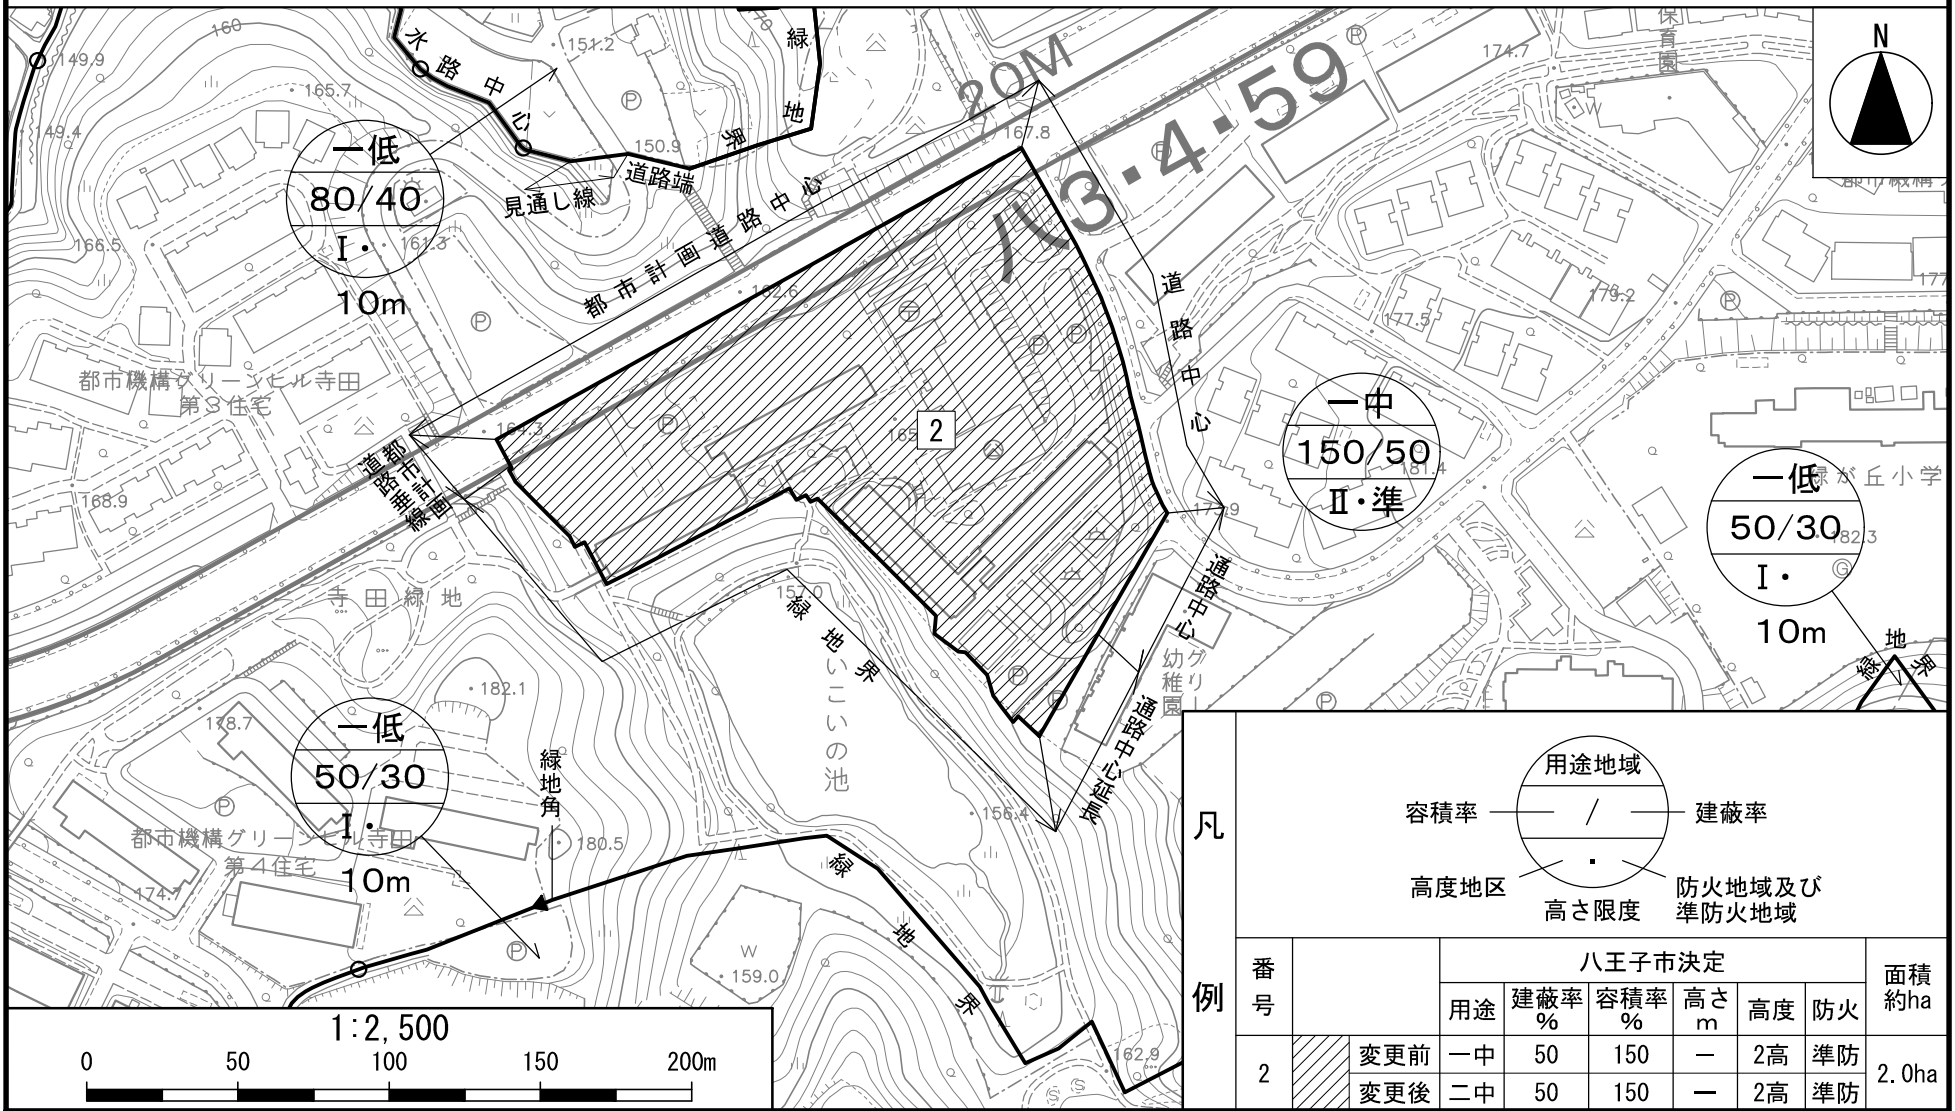 160
149.9
149.4
165.7
166.5
161.3
151.2
150.9
水路中心
緑地界
見通し線
道路端
一低
80/40
Ⅰ・
10m
都市計画道路中心
20M
八3・4・59
167.8
162.6
164.3
174.7
保育園
W
N
都市機構グリーンヒル寺田
第3住宅
168.9
都市計画
道路垂線
寺田緑地
道路中心
一中
150/50
Ⅱ・準
177.5
179.2
181.4
緑が丘小学
182.3
一低
50/30
Ⅰ・
10m
緑地界
2
157.0
緑地界
いこいの池
156.4
通路中心
グリー
幼稚園
通路中心延長
182.1
178.7
一低
50/30
Ⅰ・
10m
緑地角
都市機構グリーンヒル寺田
第4住宅
174.7
180.5
W
159.0
緑地界
162.9
1:2,500
0 50 100 150 200m
凡例
用途地域
容積率 / 建蔽率
・
高度地区
高さ限度
防火地域及び
準防火地域
番号 八王子市決定 面積約ha
用途 建蔽率% 容積率% 高さm 高度 防火
2 変更前 一中 50 150 ― 2高 準防 2.0ha
変更後 二中 50 150 ― 2高 準防